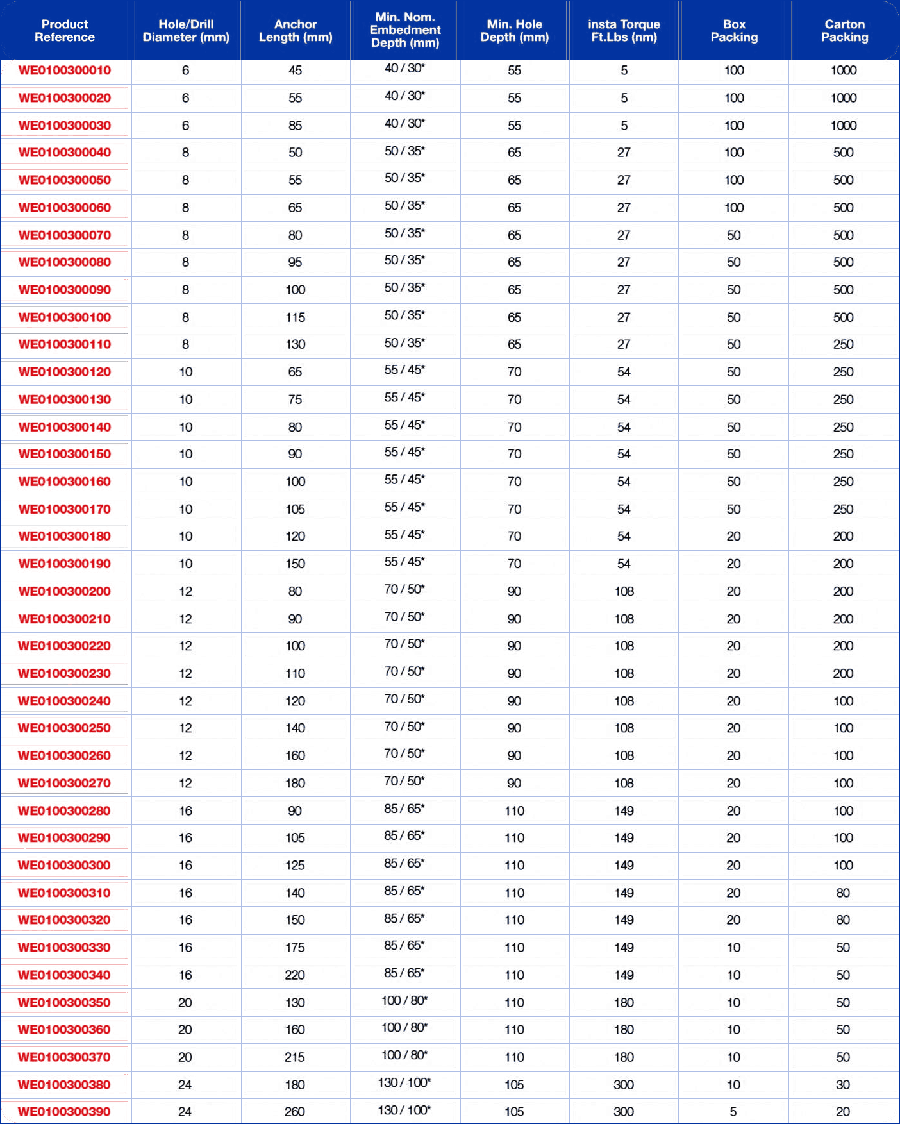 Product Reference | Hole/Drill Diameter (mm) | Anchor Length (mm) | Min. Nom. Embedment Depth (mm) | Min. Hole Depth (mm) | insta Torque Ft.Lbs (nm) | Box Packing | Carton Packing
WE0100300010 6 45 40 / 30* 55 5 100 1000
WE0100300020 6 55 40 / 30* 55 5 100 1000
WE0100300030 6 85 40 / 30* 55 5 100 1000
WE0100300040 8 50 50 / 35* 65 27 100 500
WE0100300050 8 55 50 / 35* 65 27 100 500
WE0100300060 8 65 50 / 35* 65 27 100 500
WE0100300070 8 80 50 / 35* 65 27 50 500
WE0100300080 8 95 50 / 35* 65 27 50 500
WE0100300090 8 100 50 / 35* 65 27 50 500
WE0100300100 8 115 50 / 35* 65 27 50 500
WE0100300110 8 130 50 / 35* 65 27 50 250
WE0100300120 10 65 55 / 45* 70 54 50 250
WE0100300130 10 75 55 / 45* 70 54 50 250
WE0100300140 10 80 55 / 45* 70 54 50 250
WE0100300150 10 90 55 / 45* 70 54 50 250
WE0100300160 10 100 55 / 45* 70 54 50 250
WE0100300170 10 105 55 / 45* 70 54 50 250
WE0100300180 10 120 55 / 45* 70 54 20 200
WE0100300190 10 150 55 / 45* 70 54 20 200
WE0100300200 12 80 70 / 50* 90 108 20 200
WE0100300210 12 90 70 / 50* 90 108 20 200
WE0100300220 12 100 70 / 50* 90 108 20 200
WE0100300230 12 110 70 / 50* 90 108 20 200
WE0100300240 12 120 70 / 50* 90 108 20 100
WE0100300250 12 140 70 / 50* 90 108 20 100
WE0100300260 12 160 70 / 50* 90 108 20 100
WE0100300270 12 180 70 / 50* 90 108 20 100
WE0100300280 16 90 85 / 65* 110 149 20 100
WE0100300290 16 105 85 / 65* 110 149 20 100
WE0100300300 16 125 85 / 65* 110 149 20 100
WE0100300310 16 140 85 / 65* 110 149 20 80
WE0100300320 16 150 85 / 65* 110 149 20 80
WE0100300330 16 175 85 / 65* 110 149 10 50
WE0100300340 16 220 85 / 65* 110 149 10 50
WE0100300350 20 130 100 / 80* 110 180 10 50
WE0100300360 20 160 100 / 80* 110 180 10 50
WE0100300370 20 215 100 / 80* 110 180 10 50
WE0100300380 24 180 130 / 100* 105 300 10 30
WE0100300390 24 260 130 / 100* 105 300 5 20